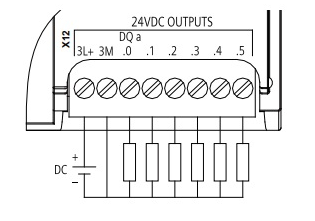 24VDC OUTPUTS
X12
DQ a
3L+ 3M .0 .1 .2 .3 .4 .5
+
DC
−